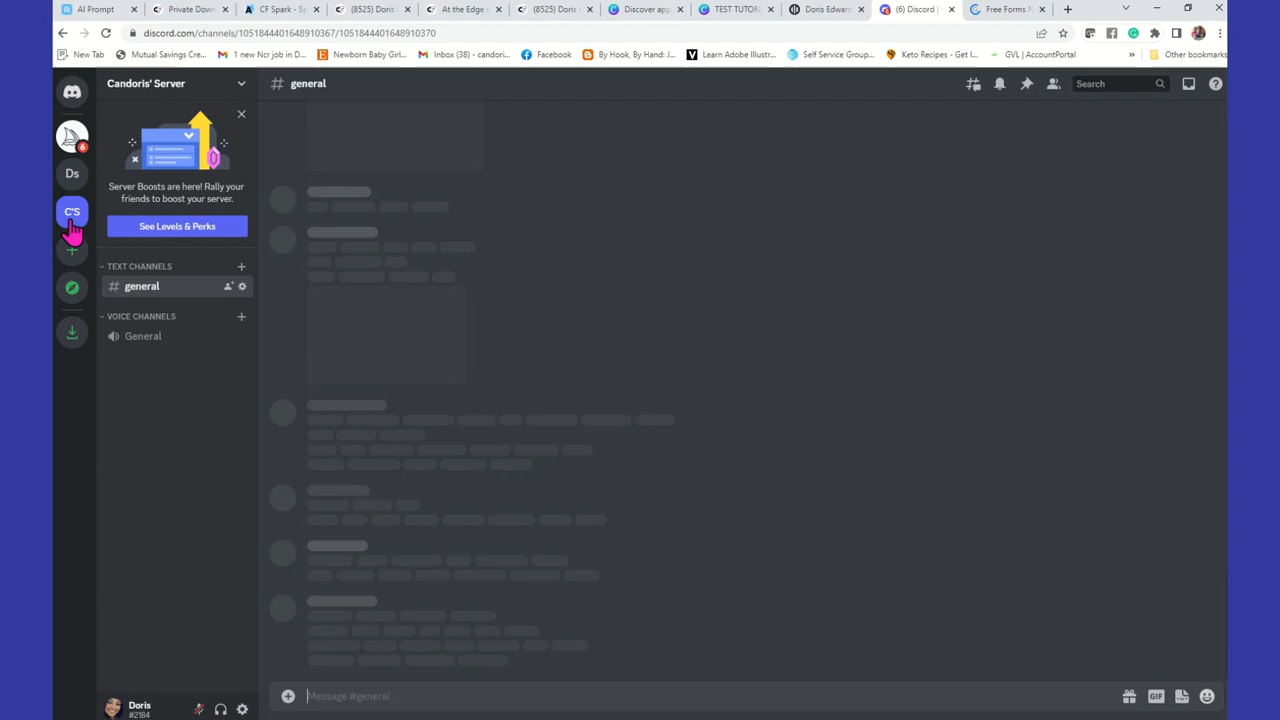 AI Prompt
Private Down
CF Spark - S
(8525) Doris
At the Edge o
(8525) Doris
Discover app
TEST TUTOR
Doris Edward
(6) Discord |
Free Forms N
discord.com/channels/1051844401648910367/1051844401648910370
New Tab
Mutual Savings Cre...
1 new Ncr job in D...
Newborn Baby Girl...
Inbox (38) - candori...
Facebook
By Hook, By Hand: J...
Learn Adobe Illustr...
Self Service Group...
Keto Recipes - Get I...
GVL | AccountPortal
»
Other bookmarks
Candoris' Server
# general
Search
6
Ds
C'S
Server Boosts are here! Rally your
friends to boost your server.
See Levels & Perks
TEXT CHANNELS
# general
VOICE CHANNELS
General
Doris
#2184
Message #general
GIF